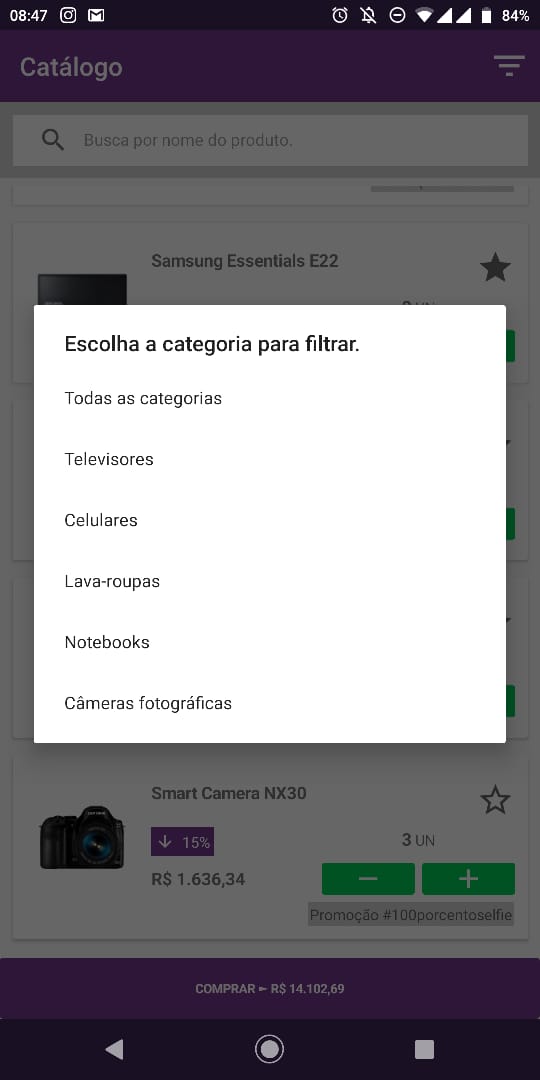 08:47
84%
Catálogo
Busca por nome do produto.
Samsung Essentials E22
Escolha a categoria para filtrar.
Todas as categorias
Televisores
Celulares
Lava-roupas
Notebooks
Câmeras fotográficas
Smart Camera NX30
15%
3 UN
R$ 1.636,34
Promoção #100porcentoselfie
COMPRAR ► R$ 14.102,69